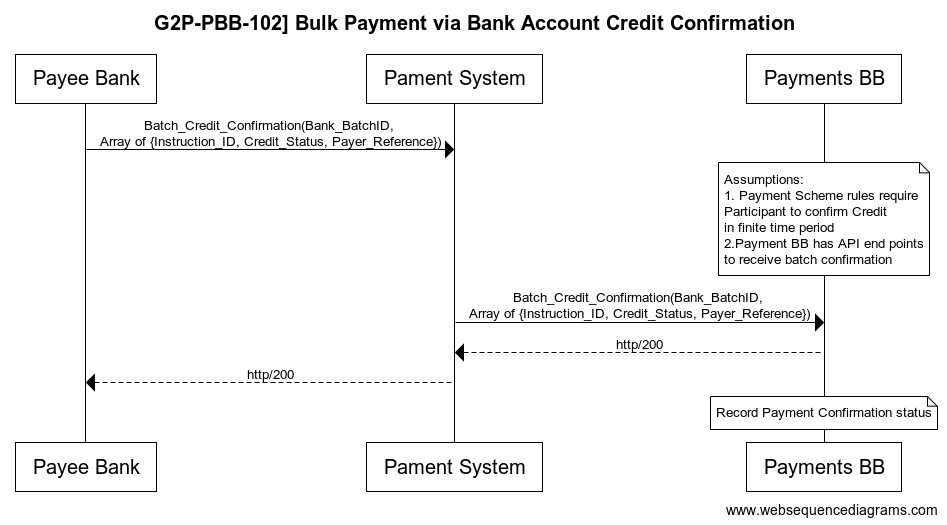 G2P-PBB-102] Bulk Payment via Bank Account Credit Confirmation
Payee Bank
Pament System
Payments BB
Batch_Credit_Confirmation(Bank_BatchID,
Array of {Instruction_ID, Credit_Status, Payer_Reference})
Assumptions:
1. Payment Scheme rules require
Participant to confirm Credit
in finite time period
2.Payment BB has API end points
to receive batch confirmation
Batch_Credit_Confirmation(Bank_BatchID,
Array of {Instruction_ID, Credit_Status, Payer_Reference})
http/200
http/200
Record Payment Confirmation status
Payee Bank
Pament System
Payments BB
www.websequencediagrams.com